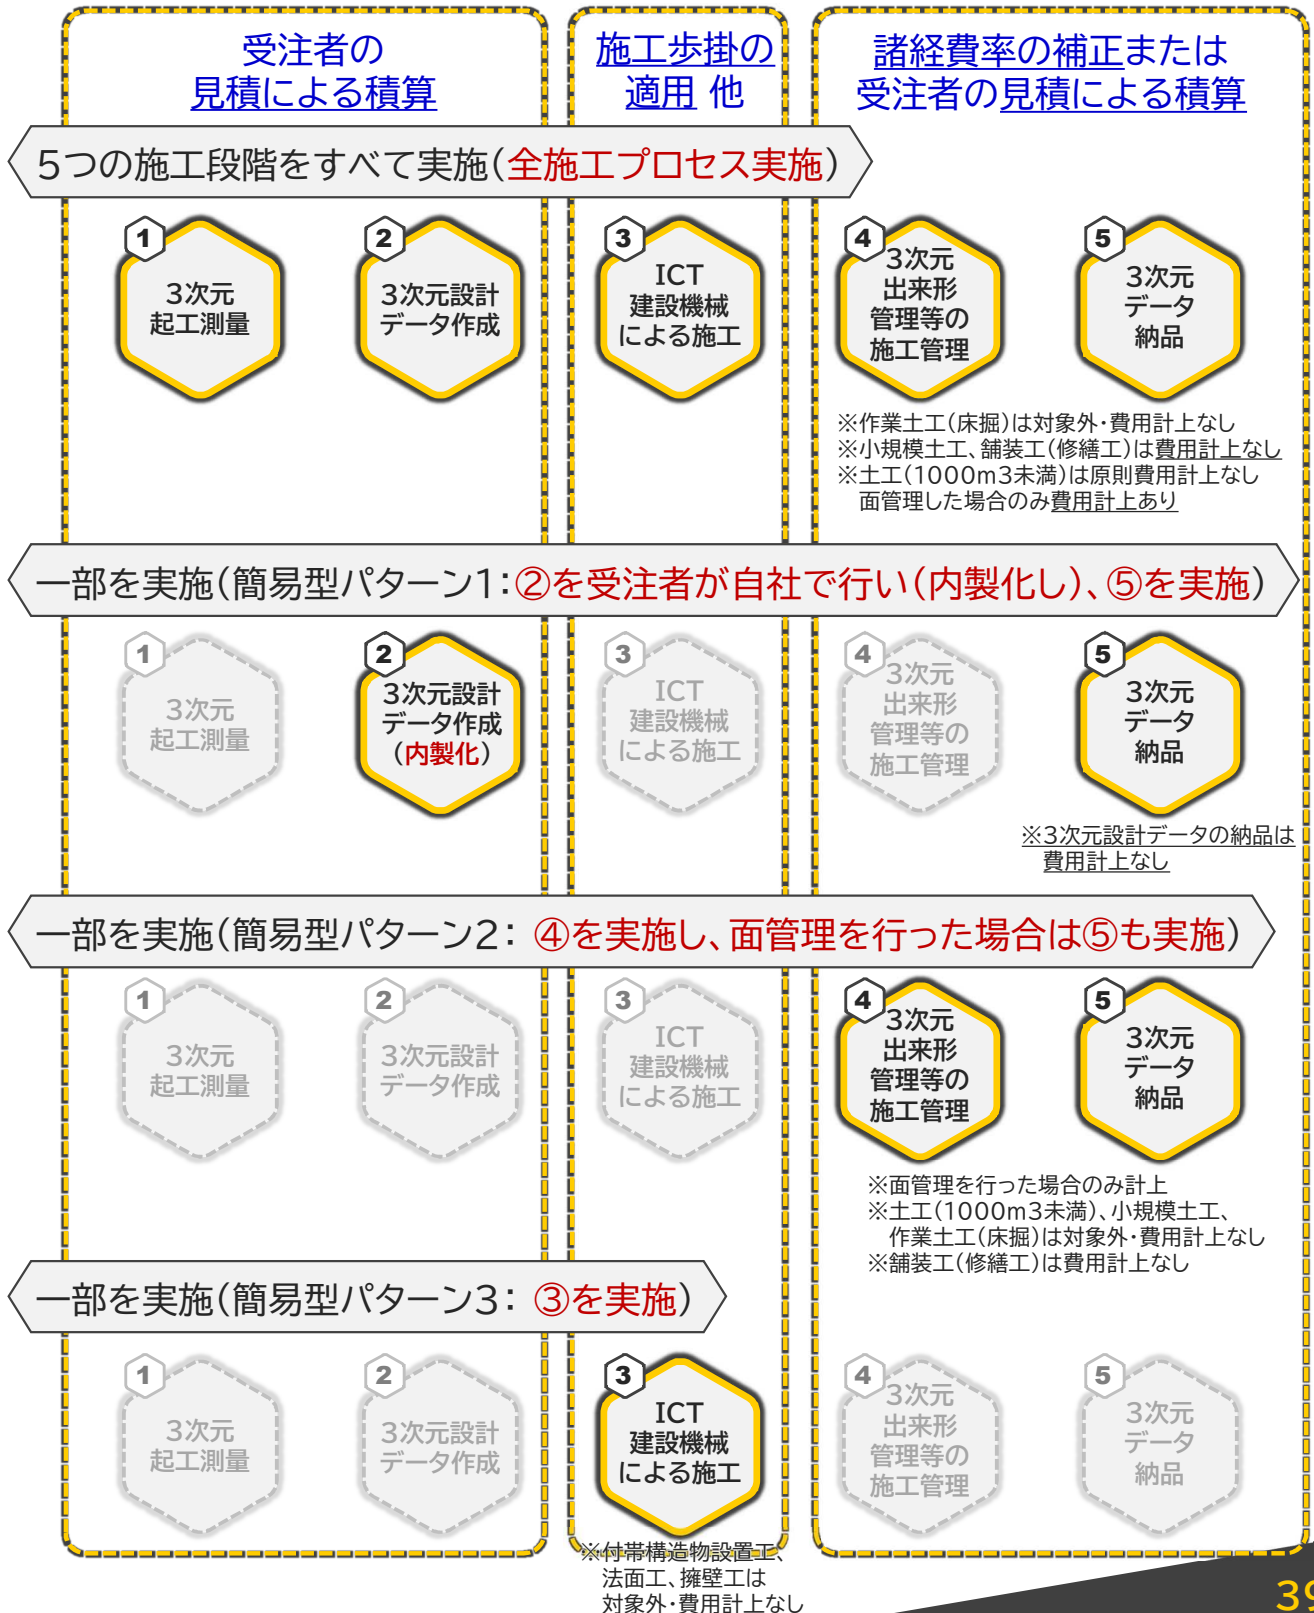 受注者の
見積による積算
施工歩掛の
適用 他
諸経費率の補正または
受注者の見積による積算
5つの施工段階をすべて実施(全施工プロセス実施)
1
3次元
起工測量
2
3次元設計
データ作成
3
ICT
建設機械
による施工
4
3次元
出来形
管理等の
施工管理
5
3次元
データ
納品
※作業土工(床掘)は対象外・費用計上なし
※小規模土工、舗装工(修繕工)は費用計上なし
※土工(1000m3未満)は原則費用計上なし
面管理した場合のみ費用計上あり
一部を実施(簡易型パターン1:②を受注者が自社で行い(内製化し)、⑤を実施)
1
3次元
起工測量
2
3次元設計
データ作成
(内製化)
3
ICT
建設機械
による施工
4
3次元
出来形
管理等の
施工管理
5
3次元
データ
納品
※3次元設計データの納品は
費用計上なし
一部を実施(簡易型パターン2: ④を実施し、面管理を行った場合は⑤も実施)
1
3次元
起工測量
2
3次元設計
データ作成
3
ICT
建設機械
による施工
4
3次元
出来形
管理等の
施工管理
5
3次元
データ
納品
※面管理を行った場合のみ計上
※土工(1000m3未満)、小規模土工、
作業土工(床掘)は対象外・費用計上なし
※舗装工(修繕工)は費用計上なし
一部を実施(簡易型パターン3: ③を実施)
1
3次元
起工測量
2
3次元設計
データ作成
3
ICT
建設機械
による施工
4
3次元
出来形
管理等の
施工管理
5
3次元
データ
納品
※付帯構造物設置工、
法面工、擁壁工は
対象外・費用計上なし
39